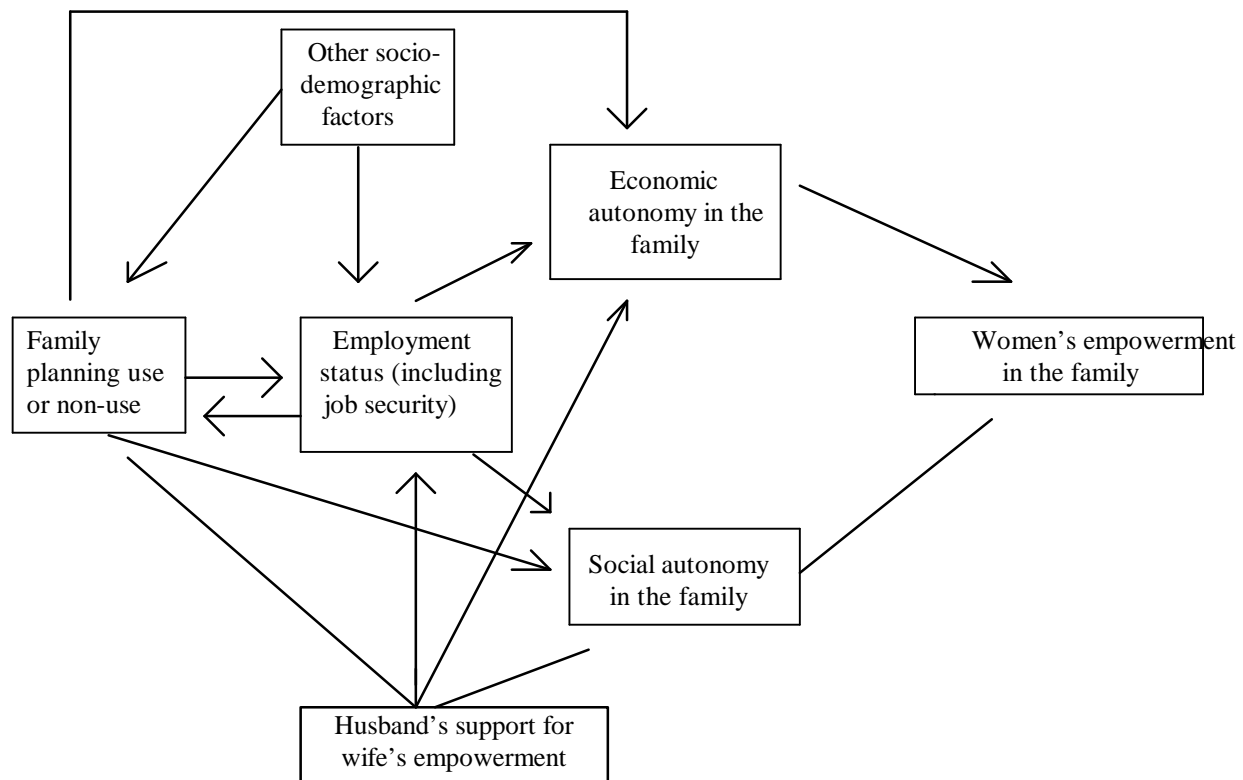 Other socio-
demographic
factors
Economic
autonomy in the
family
Family
planning use
or non-use
Employment
status (including
job security)
Women’s empowerment
in the family
Social autonomy
in the family
Husband’s support for
wife’s empowerment